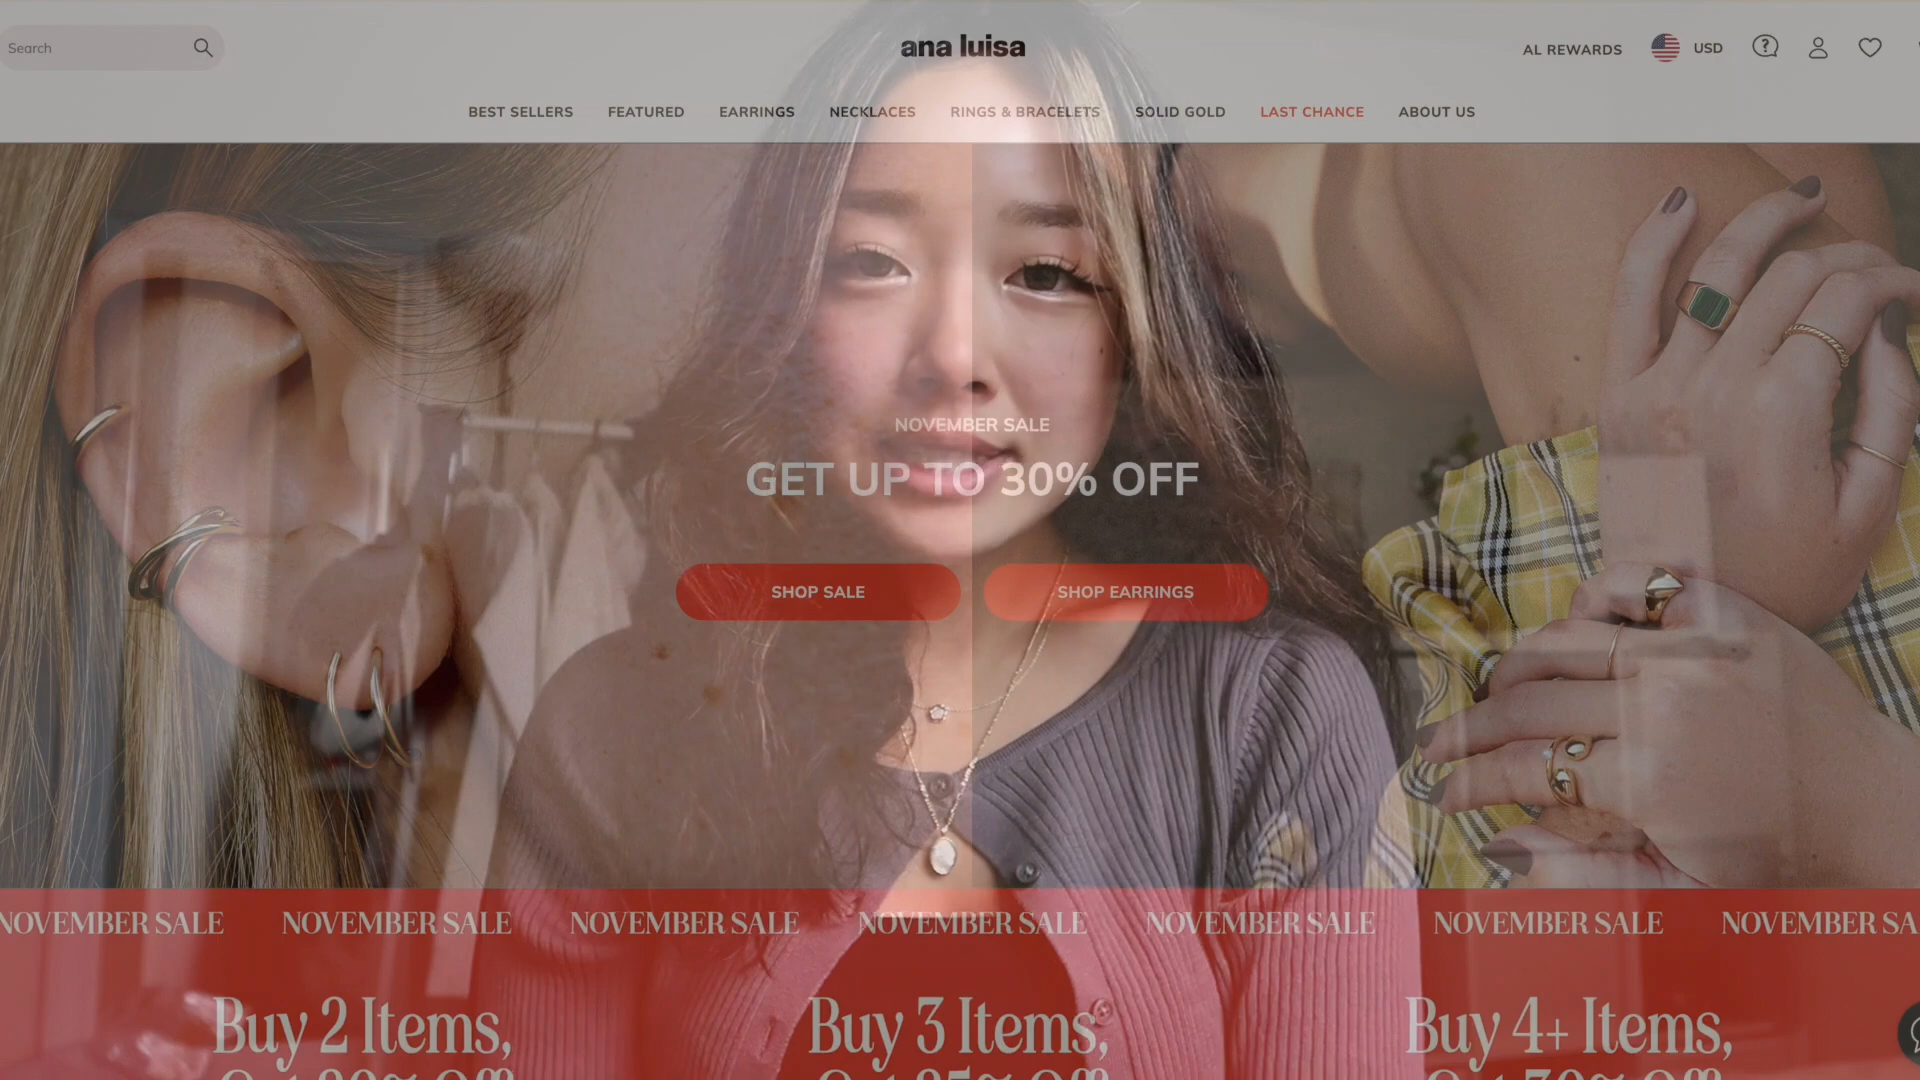 Search
ana luisa
AL REWARDS
USD
BEST SELLERS
FEATURED
EARRINGS
NECKLACES
RINGS & BRACELETS
SOLID GOLD
LAST CHANCE
ABOUT US
NOVEMBER SALE
GET UP TO 30% OFF
SHOP SALE
SHOP EARRINGS
NOVEMBER SALE NOVEMBER SALE NOVEMBER SALE NOVEMBER SALE NOVEMBER SALE NOVEMBER SALE NOVEMBER SA
Buy 2 Items,
Buy 3 Items,
Buy 4+ Items,